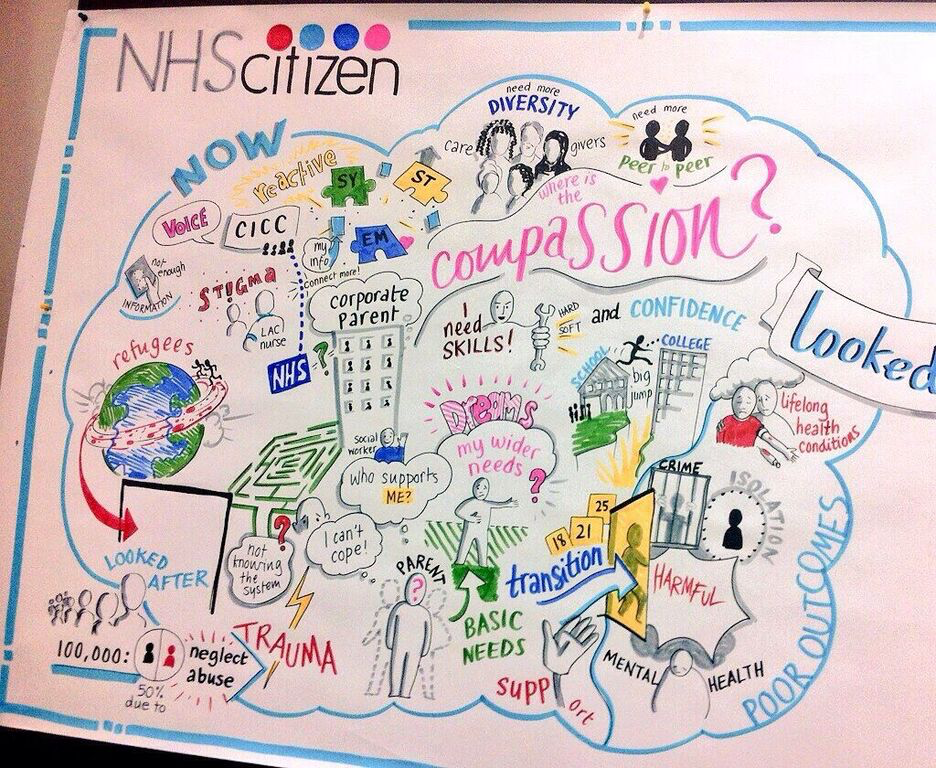 NHS citizen
NOW
reactive
SY
ST
EM
need more
DIVERSITY
care givers
need more
peer to peer
where is
the
compassion?
VOICE
CICC
my
info
connect more!
not
enough
INFORMATION
STIGMA
LAC
nurse
NHS
?
corporate
parent
I
need
SKILLS!
HARD
SOFT
and CONFIDENCE
SCHOOL
big
jump
COLLEGE
Looked
lifelong
health
conditions
refugees
Dreams
my wider
needs
?
social
worker
who supports
ME?
?
not
knowing
the
system
I can't
cope!
LOOKED
AFTER
100,000:
50%
due to
neglect
abuse
TRAUMA
PARENT
?
BASIC
NEEDS
18
21
25
transition
support
CRIME
ISOLATION
HARMFUL
MENTAL HEALTH
POOR OUTCOMES